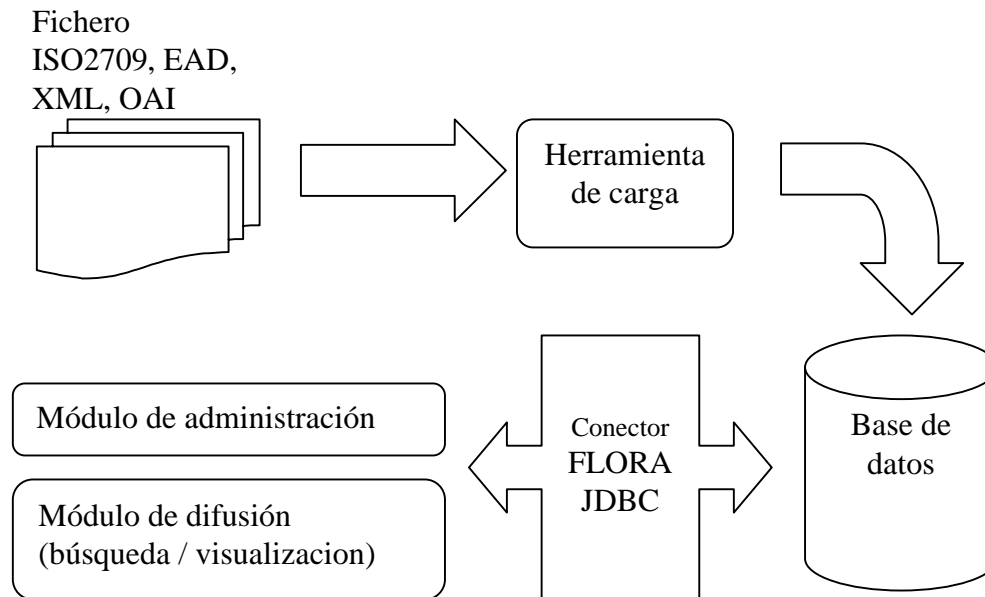 Fichero
ISO2709, EAD,
XML, OAI
Herramienta
de carga
Módulo de administración
Módulo de difusión
(búsqueda / visualizacion)
Conector
FLORA
JDBC
Base de
datos